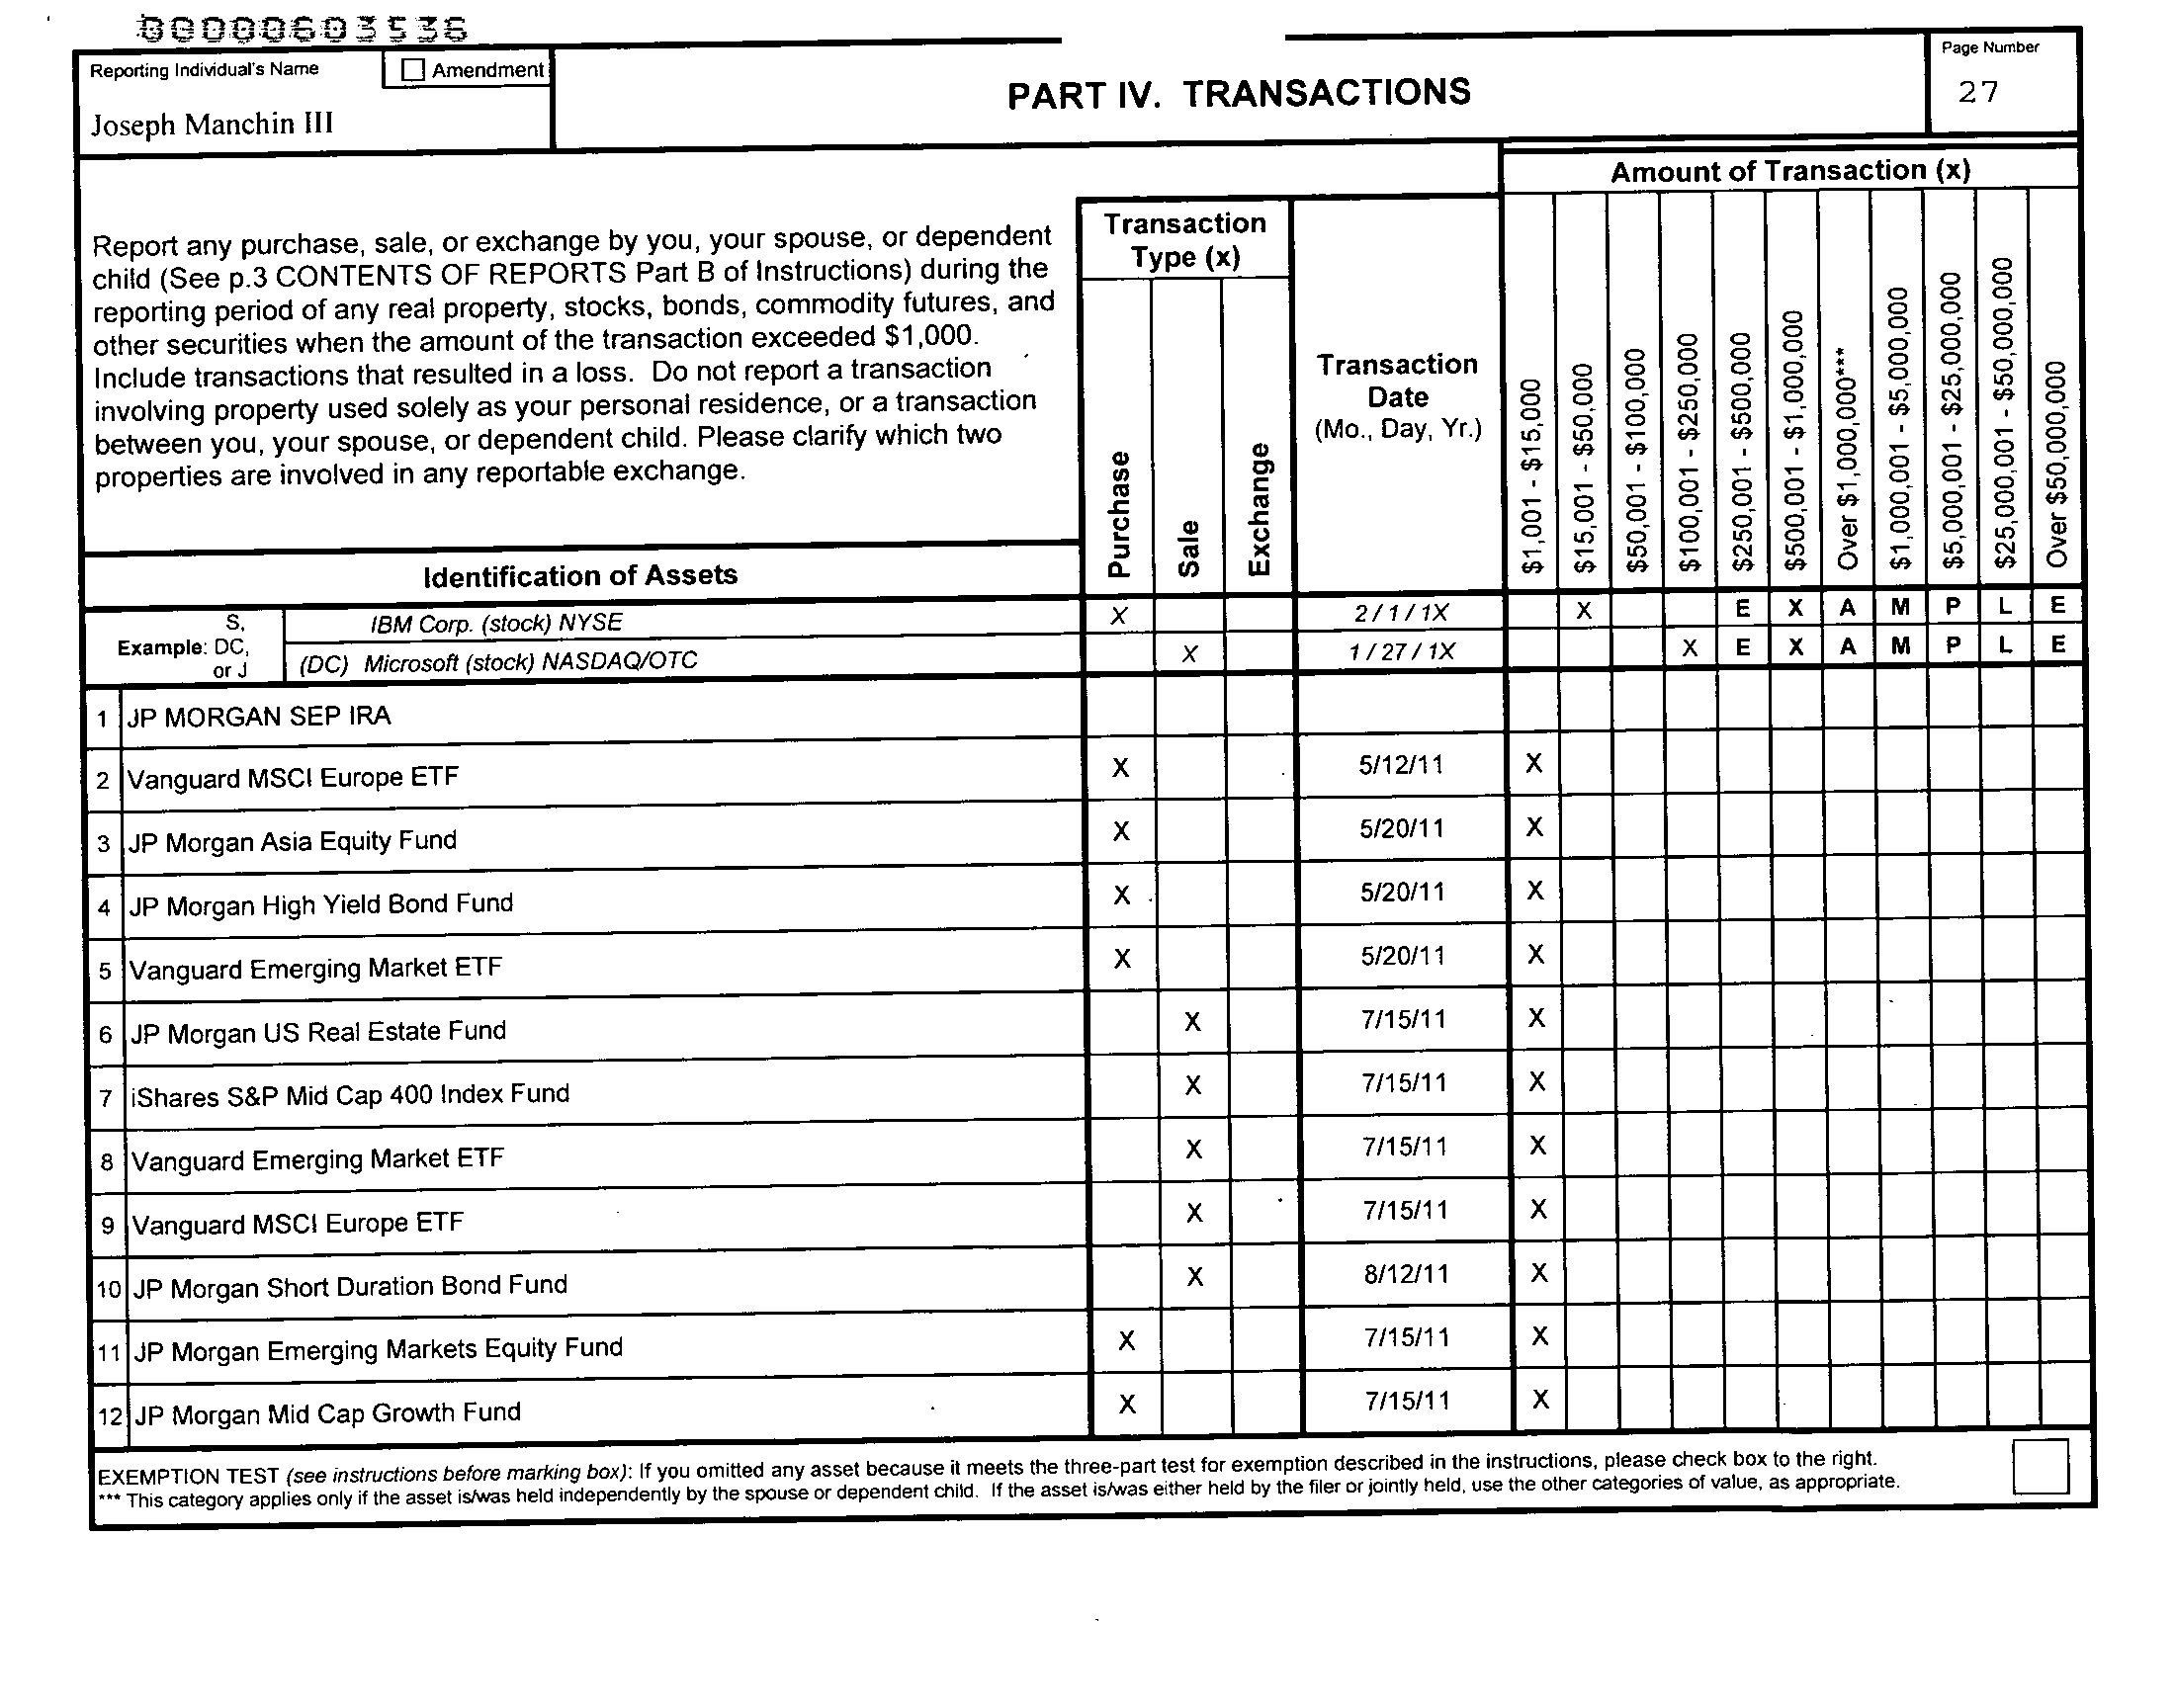 00000603536
Reporting Individual's Name
Amendment
Joseph Manchin III
PART IV. TRANSACTIONS
Page Number
27
Amount of Transaction (x)
Report any purchase, sale, or exchange by you, your spouse, or dependent
child (See p.3 CONTENTS OF REPORTS Part B of Instructions) during the
reporting period of any real property, stocks, bonds, commodity futures, and
other securities when the amount of the transaction exceeded $1,000.
Include transactions that resulted in a loss. Do not report a transaction
involving property used solely as your personal residence, or a transaction
between you, your spouse, or dependent child. Please clarify which two
properties are involved in any reportable exchange.
Transaction
Type (x)
Purchase
Sale
Exchange
Transaction
Date
(Mo., Day, Yr.)
$1,001 - $15,000
$15,001 - $50,000
$50,001 - $100,000
$100,001 - $250,000
$250,001 - $500,000
$500,001 - $1,000,000
Over $1,000,000***
$1,000,001 - $5,000,000
$5,000,001 - $25,000,000
$25,000,001 - $50,000,000
Over $50,000,000
Identification of Assets
Example: S, DC, or J
IBM Corp. (stock) NYSE X 2 / 1 / 1X X E X A M P L E
(DC) Microsoft (stock) NASDAQ/OTC X 1 / 27 / 1X X E X A M P L E
1 JP MORGAN SEP IRA
2 Vanguard MSCI Europe ETF X 5/12/11 X
3 JP Morgan Asia Equity Fund X 5/20/11 X
4 JP Morgan High Yield Bond Fund X 5/20/11 X
5 Vanguard Emerging Market ETF X 5/20/11 X
6 JP Morgan US Real Estate Fund X 7/15/11 X
7 iShares S&P Mid Cap 400 Index Fund X 7/15/11 X
8 Vanguard Emerging Market ETF X 7/15/11 X
9 Vanguard MSCI Europe ETF X 7/15/11 X
10 JP Morgan Short Duration Bond Fund X 8/12/11 X
11 JP Morgan Emerging Markets Equity Fund X 7/15/11 X
12 JP Morgan Mid Cap Growth Fund X 7/15/11 X
EXEMPTION TEST (see instructions before marking box): If you omitted any asset because it meets the three-part test for exemption described in the instructions, please check box to the right.
*** This category applies only if the asset is/was held independently by the spouse or dependent child. If the asset is/was either held by the filer or jointly held, use the other categories of value, as appropriate.